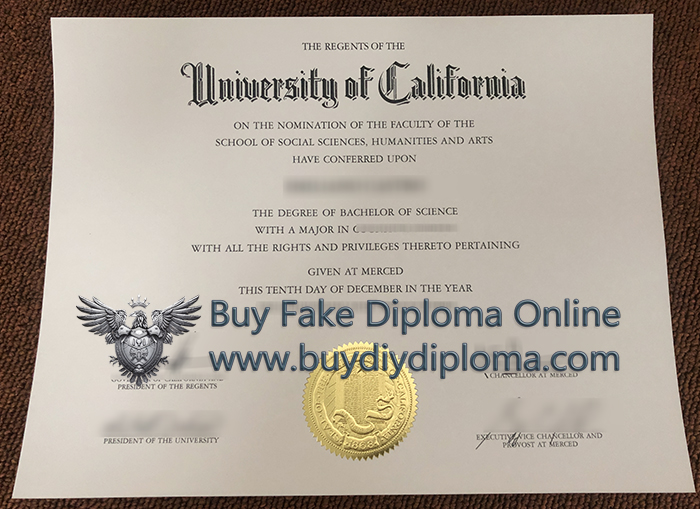 THE REGENTS OF THE
University of California
ON THE NOMINATION OF THE FACULTY OF THE
SCHOOL OF SOCIAL SCIENCES, HUMANITIES AND ARTS
HAVE CONFERRED UPON
THE DEGREE OF BACHELOR OF SCIENCE
WITH A MAJOR IN
WITH ALL THE RIGHTS AND PRIVILEGES THERETO PERTAINING
GIVEN AT MERCED
THIS TENTH DAY OF DECEMBER IN THE YEAR
Buy Fake Diploma Online
www.buydiydiploma.com
PRESIDENT OF THE REGENTS
CHANCELLOR AT MERCED
PRESIDENT OF THE UNIVERSITY
EXECUTIVE VICE CHANCELLOR AND
PROVOST AT MERCED